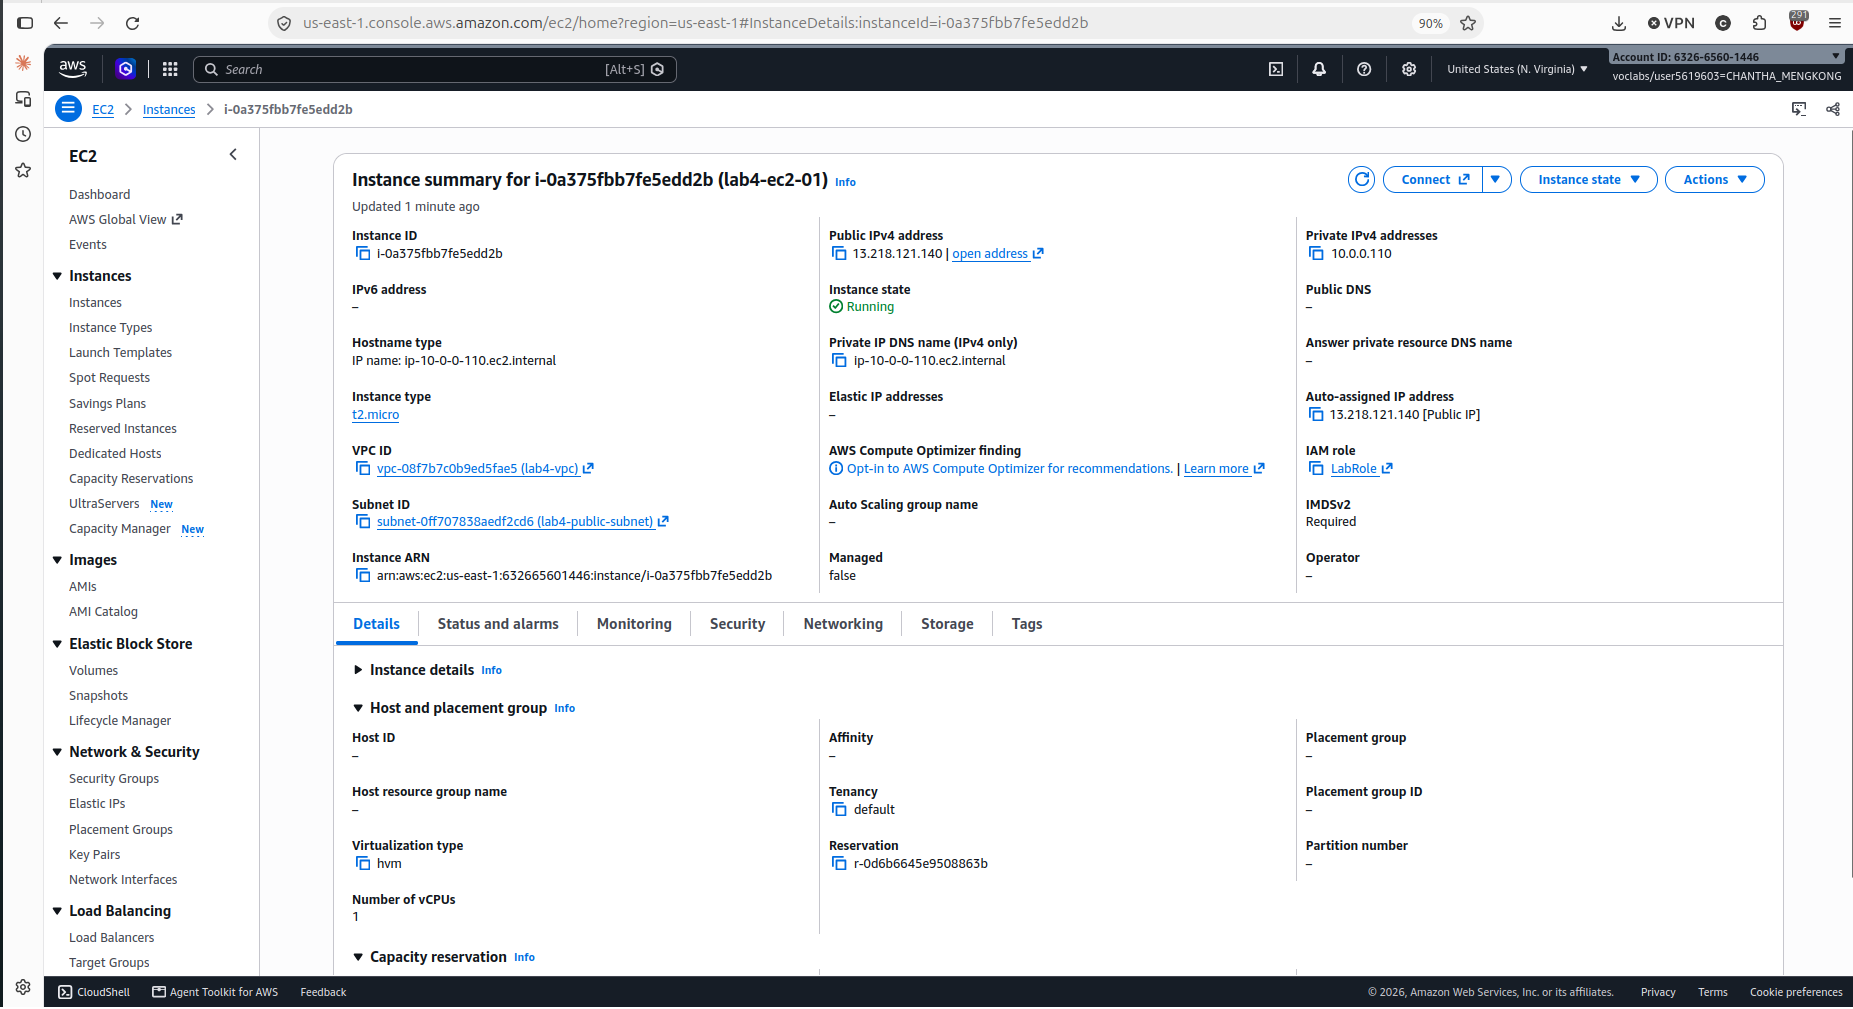 us-east-1.console.aws.amazon.com/ec2/home?region=us-east-1#InstanceDetails:instanceId=i-0a375fbb7fe5edd2b
90%
VPN
C
291
aws
Search
[Alt+S]
United States (N. Virginia)
Account ID: 6326-6560-1446
voclabs/user5619603=CHANTHA_MENGKONG
EC2
Instances
i-0a375fbb7fe5edd2b
EC2
Dashboard
AWS Global View
Events
Instances
Instances
Instance Types
Launch Templates
Spot Requests
Savings Plans
Reserved Instances
Dedicated Hosts
Capacity Reservations
UltraServers New
Capacity Manager New
Images
AMIs
AMI Catalog
Elastic Block Store
Volumes
Snapshots
Lifecycle Manager
Network & Security
Security Groups
Elastic IPs
Placement Groups
Key Pairs
Network Interfaces
Load Balancing
Load Balancers
Target Groups
Instance summary for i-0a375fbb7fe5edd2b (lab4-ec2-01) Info
Updated 1 minute ago
Connect
Instance state
Actions
Instance ID
i-0a375fbb7fe5edd2b
Public IPv4 address
13.218.121.140 | open address
Private IPv4 addresses
10.0.0.110
IPv6 address
–
Instance state
Running
Public DNS
–
Hostname type
IP name: ip-10-0-0-110.ec2.internal
Private IP DNS name (IPv4 only)
ip-10-0-0-110.ec2.internal
Answer private resource DNS name
–
Instance type
t2.micro
Elastic IP addresses
–
Auto-assigned IP address
13.218.121.140 [Public IP]
VPC ID
vpc-08f7b7c0b9ed5fae5 (lab4-vpc)
AWS Compute Optimizer finding
Opt-in to AWS Compute Optimizer for recommendations. | Learn more
IAM role
LabRole
Subnet ID
subnet-0ff707838aedf2cd6 (lab4-public-subnet)
Auto Scaling group name
–
IMDSv2
Required
Instance ARN
arn:aws:ec2:us-east-1:632665601446:instance/i-0a375fbb7fe5edd2b
Managed
false
Operator
–
Details
Status and alarms
Monitoring
Security
Networking
Storage
Tags
Instance details Info
Host and placement group Info
Host ID
–
Affinity
–
Placement group
–
Host resource group name
–
Tenancy
default
Placement group ID
–
Virtualization type
hvm
Reservation
r-0d6b6645e9508863b
Partition number
–
Number of vCPUs
1
Capacity reservation Info
CloudShell
Agent Toolkit for AWS
Feedback
© 2026, Amazon Web Services, Inc. or its affiliates.
Privacy
Terms
Cookie preferences